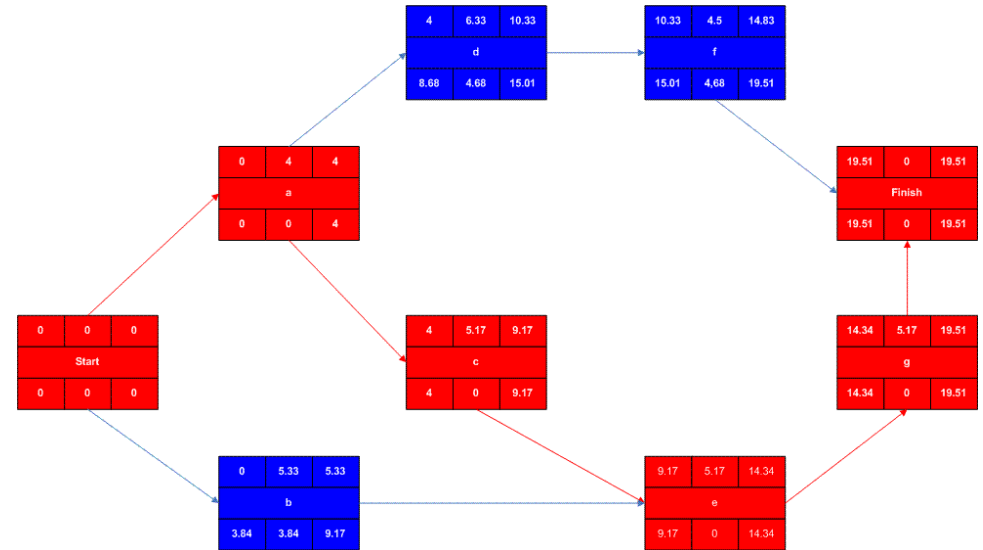 4 6.33 10.33
d
8.68 4.68 15.01
10.33 4.5 14.83
f
15.01 4,68 19.51
0 4 4
a
0 0 4
19.51 0 19.51
Finish
19.51 0 19.51
0 0 0
Start
0 0 0
4 5.17 9.17
c
4 0 9.17
14.34 5.17 19.51
g
14.34 0 19.51
0 5.33 5.33
b
3.84 3.84 9.17
9.17 5.17 14.34
e
9.17 0 14.34